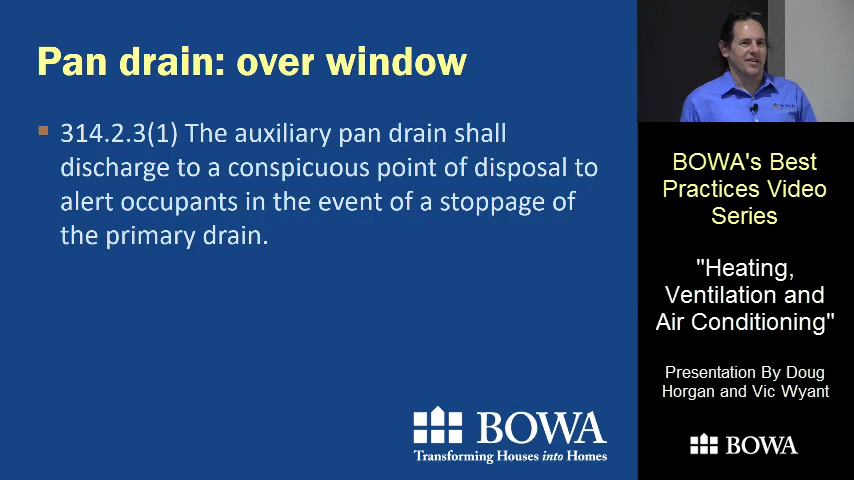 Pan drain: over window
314.2.3(1) The auxiliary pan drain shall
discharge to a conspicuous point of disposal to
alert occupants in the event of a stoppage of
the primary drain.
BOWA
Transforming Houses into Homes
BOWA's Best
Practices Video
Series
"Heating,
Ventilation and
Air Conditioning"
Presentation By Doug
Horgan and Vic Wyant
BOWA